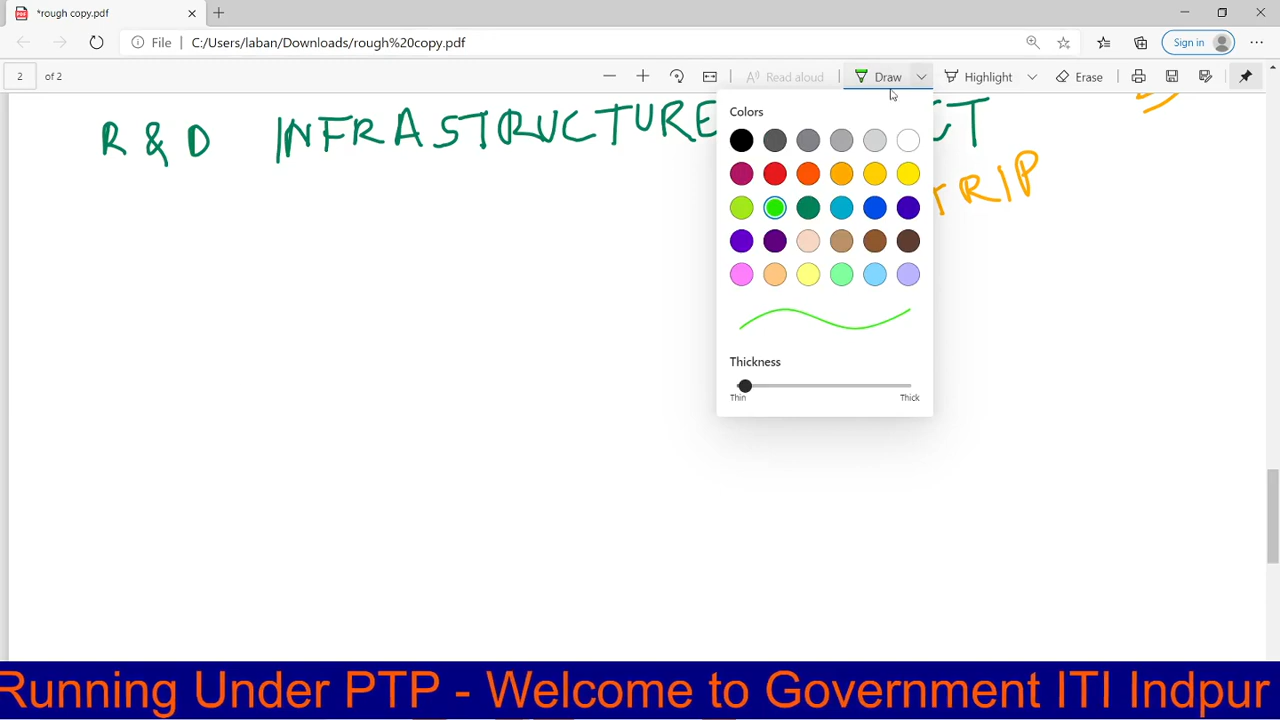 *rough copy.pdf
File C:/Users/laban/Downloads/rough%20copy.pdf Sign in
2 of 2 Read aloud Draw Highlight Erase
Colors
R & D INFRASTRUCTURE CT
TRIP
Thickness
Thin Thick
Running Under PTP - Welcome to Government ITI Indpur